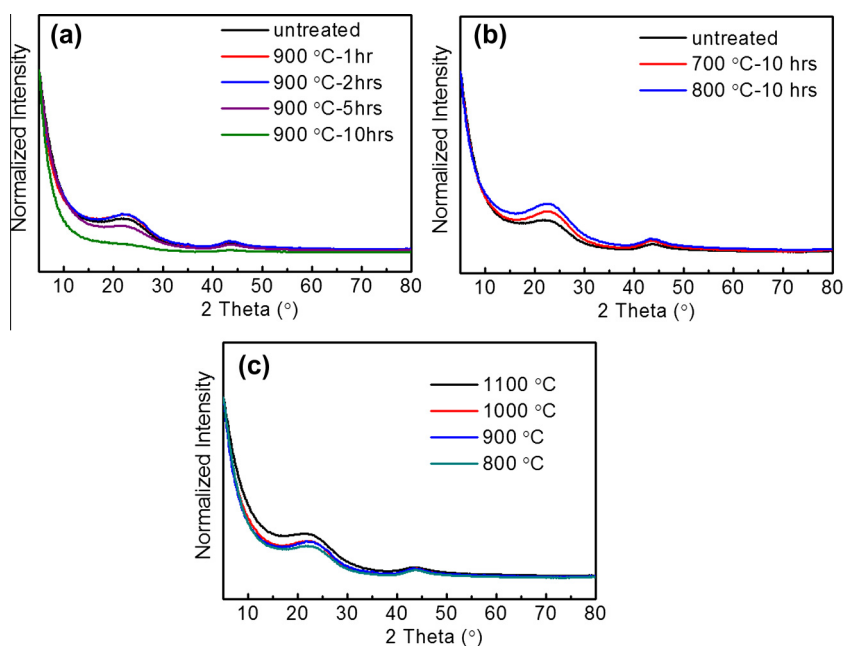 (a)
untreated
900 °C-1hr
900 °C-2hrs
900 °C-5hrs
900 °C-10hrs
Normalized Intensity
10 20 30 40 50 60 70 80
2 Theta (°)
(b)
untreated
700 °C-10 hrs
800 °C-10 hrs
Normalized Intensity
10 20 30 40 50 60 70 80
2 Theta (°)
(c)
1100 °C
1000 °C
900 °C
800 °C
Normalized Intensity
10 20 30 40 50 60 70 80
2 Theta (°)